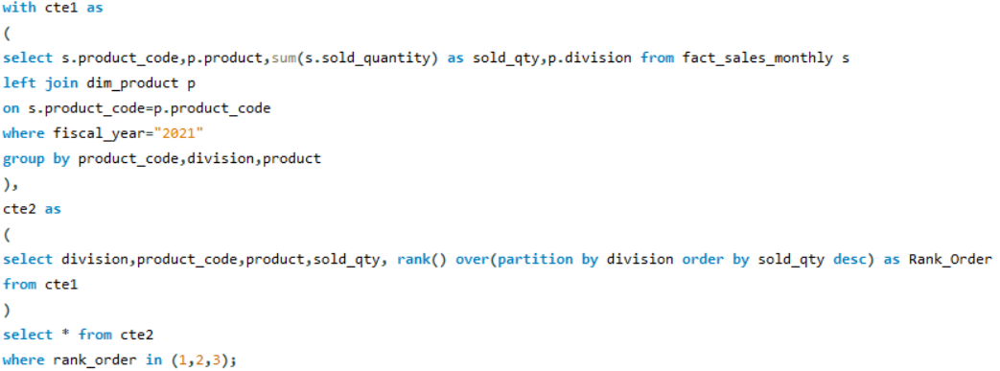 with cte1 as
(
select s.product_code,p.product,sum(s.sold_quantity) as sold_qty,p.division from fact_sales_monthly s
left join dim_product p
on s.product_code=p.product_code
where fiscal_year="2021"
group by product_code,division,product
),
cte2 as
(
select division,product_code,product,sold_qty, rank() over(partition by division order by sold_qty desc) as Rank_Order
from cte1
)
select * from cte2
where rank_order in (1,2,3);